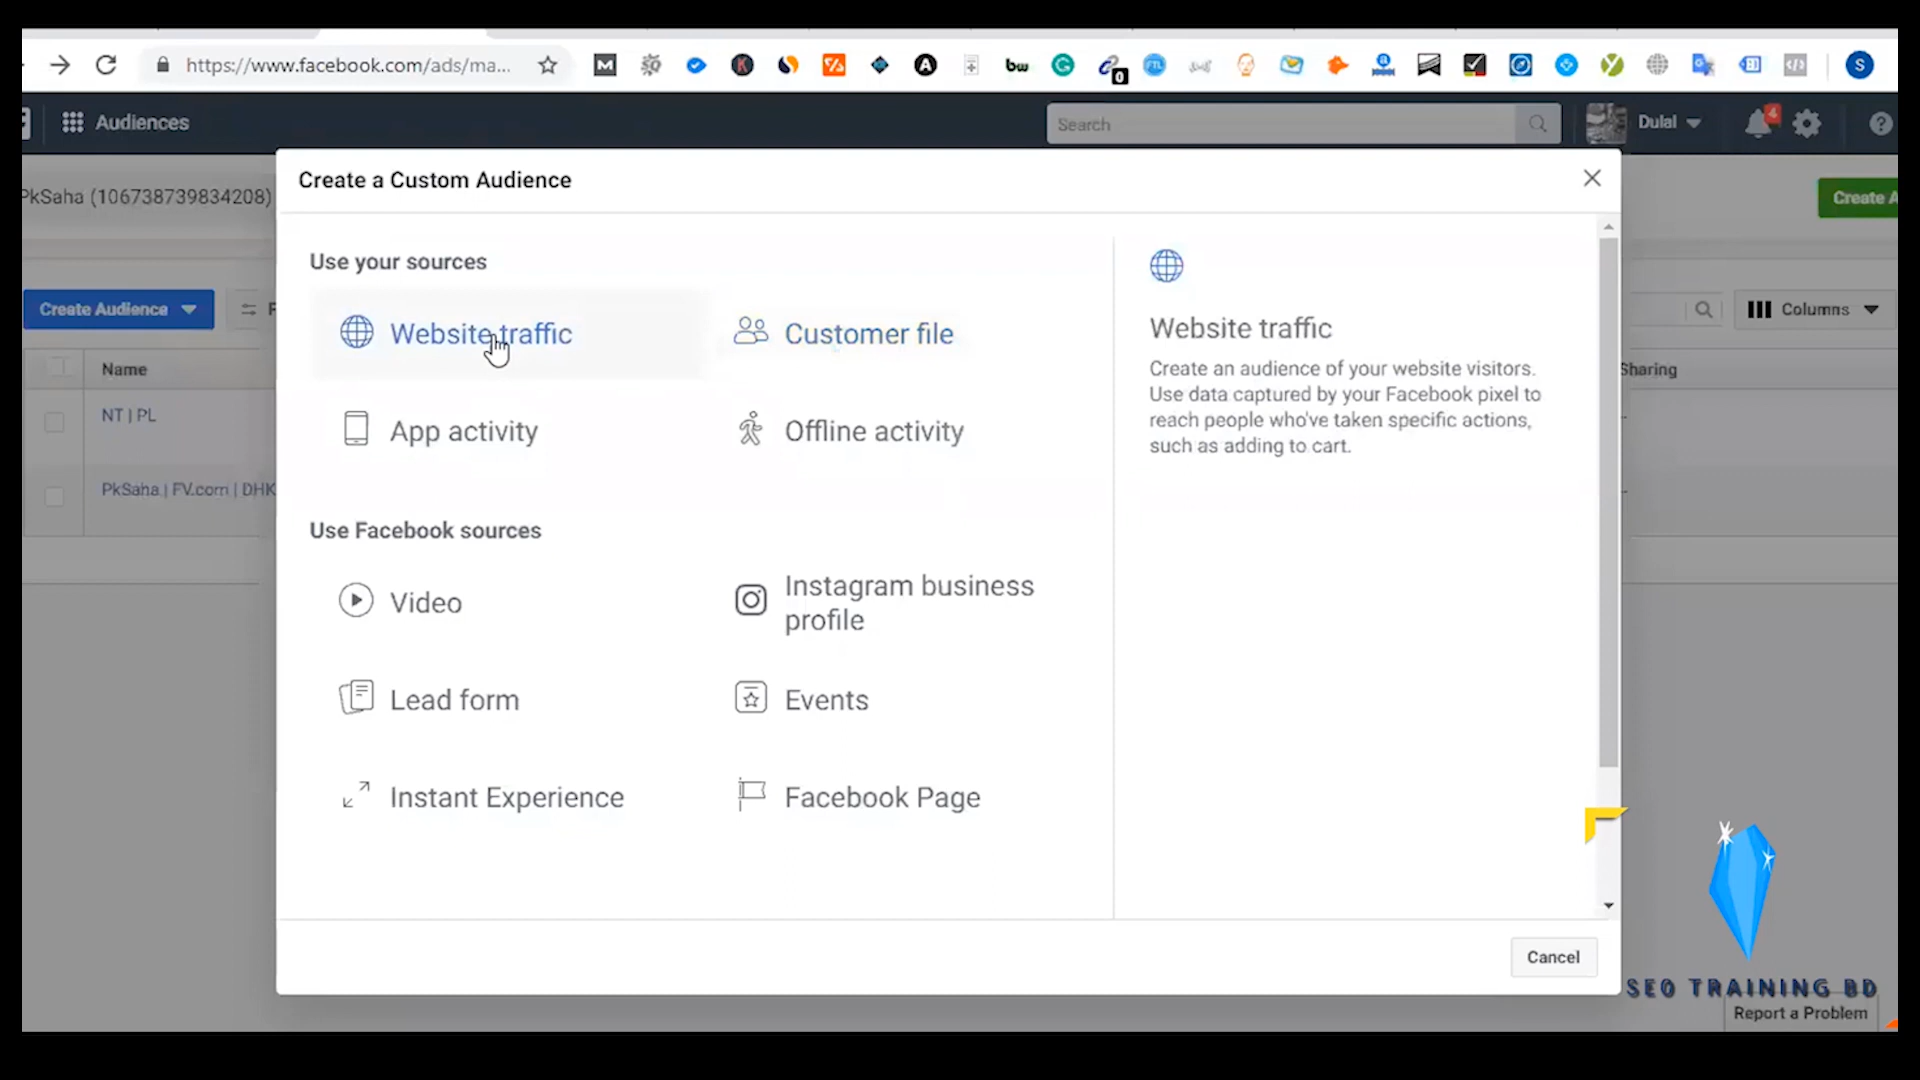 https://www.facebook.com/ads/ma...
Audiences
Search
Dulal
4
PkSaha (106738739834208)
Create A
Create a Custom Audience
Use your sources
Website traffic
Customer file
App activity
Offline activity
Use Facebook sources
Video
Instagram business
profile
Lead form
Events
Instant Experience
Facebook Page
Website traffic
Create an audience of your website visitors.
Use data captured by your Facebook pixel to
reach people who've taken specific actions,
such as adding to cart.
Cancel
Create Audience
F
Columns
Name
Sharing
NT | PL
PkSaha | FV.com | DHK
SEO TRAINING BD
Report a Problem